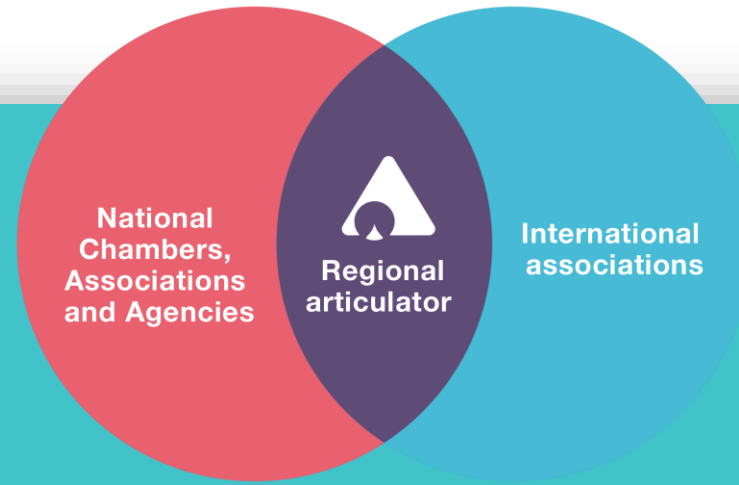 National
Chambers,
Associations
and Agencies
Regional
articulator
International
associations